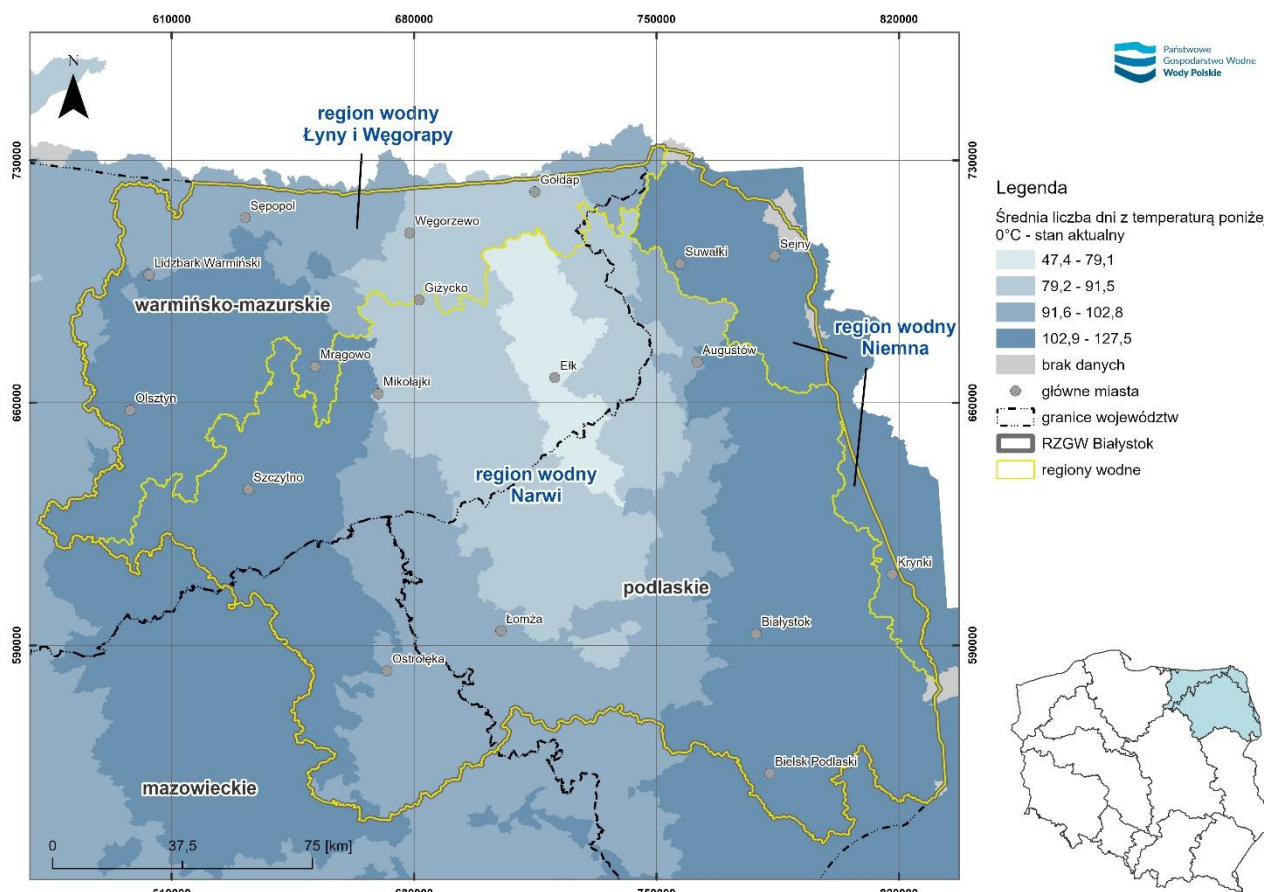 610000
680000
750000
820000
Państwowe
Gospodarstwo Wodne
Wody Polskie
N
region wodny
Łyny i Węgorapy
730000
730000
Gołdap
Sępopol
Węgorzewo
Legenda
Średnia liczba dni z temperaturą poniżej
0°C - stan aktualny
47,4 - 79,1
79,2 - 91,5
91,6 - 102,8
102,9 - 127,5
brak danych
główne miasta
granice województw
RZGW Białystok
regiony wodne
Lidzbark Warmiński
Suwałki
Sejny
warmińsko-mazurskie
Giżycko
region wodny
Niemna
Mrągowo
Augustów
Mikołajki
Ełk
660000
660000
Olsztyn
Szczytno
region wodny
Narwi
Krynki
podlaskie
Łomża
Białystok
590000
590000
Ostrołęka
mazowieckie
Bielsk Podlaski
0
37,5
75 [km]
610000
680000
750000
820000